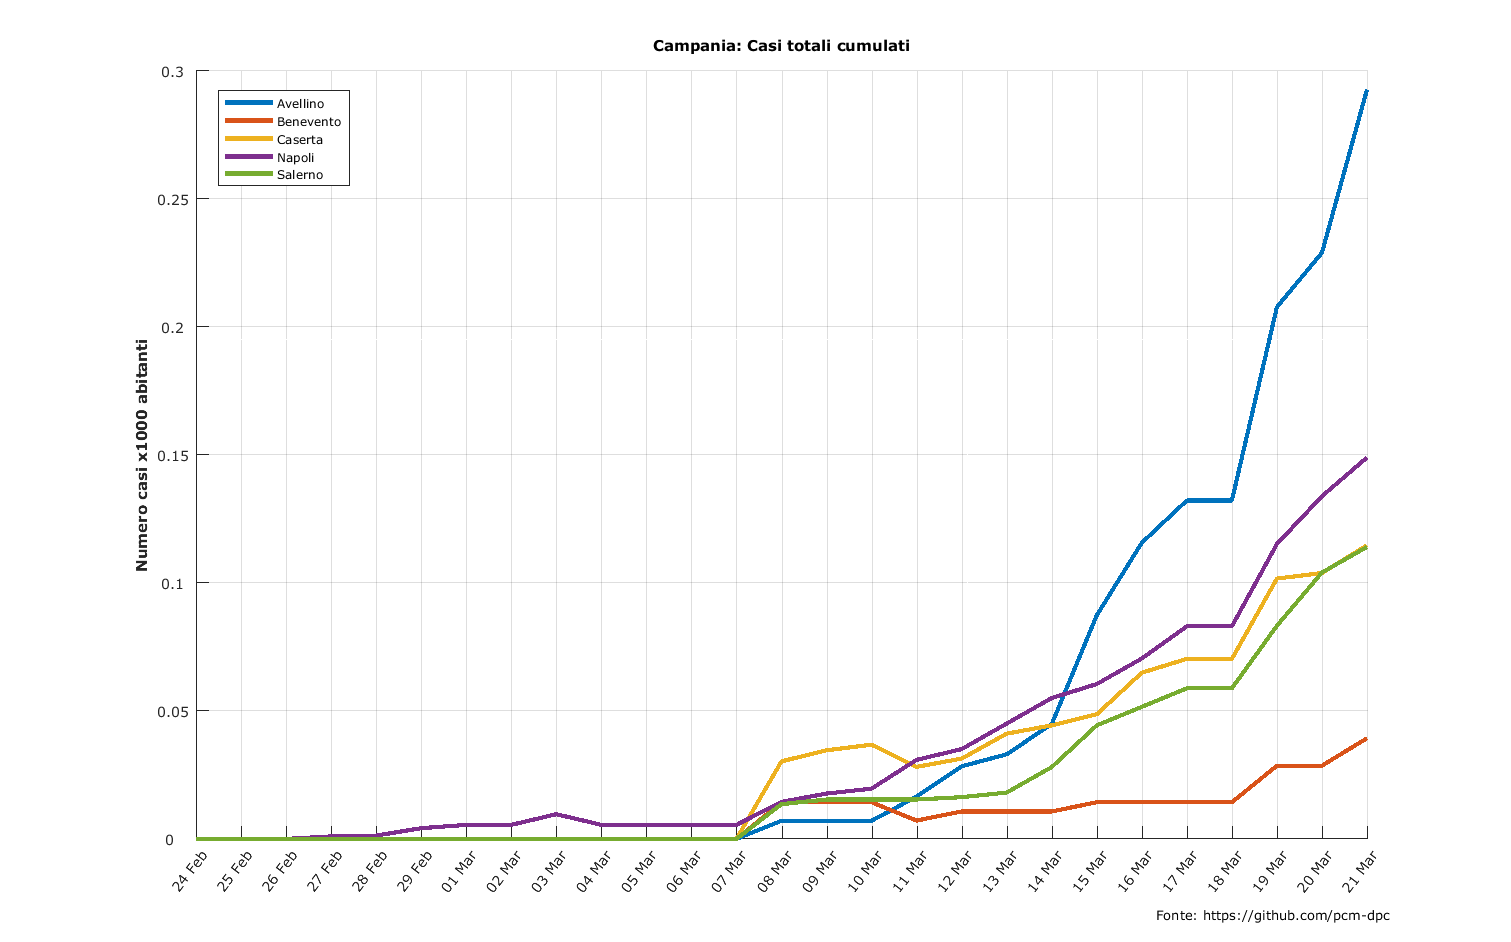 Campania: Casi totali cumulati
0.3
0.25
0.2
0.15
0.1
0.05
0
Numero casi x1000 abitanti
Avellino
Benevento
Caserta
Napoli
Salerno
24 Feb
25 Feb
26 Feb
27 Feb
28 Feb
29 Feb
01 Mar
02 Mar
03 Mar
04 Mar
05 Mar
06 Mar
07 Mar
08 Mar
09 Mar
10 Mar
11 Mar
12 Mar
13 Mar
14 Mar
15 Mar
16 Mar
17 Mar
18 Mar
19 Mar
20 Mar
21 Mar
Fonte: https://github.com/pcm-dpc